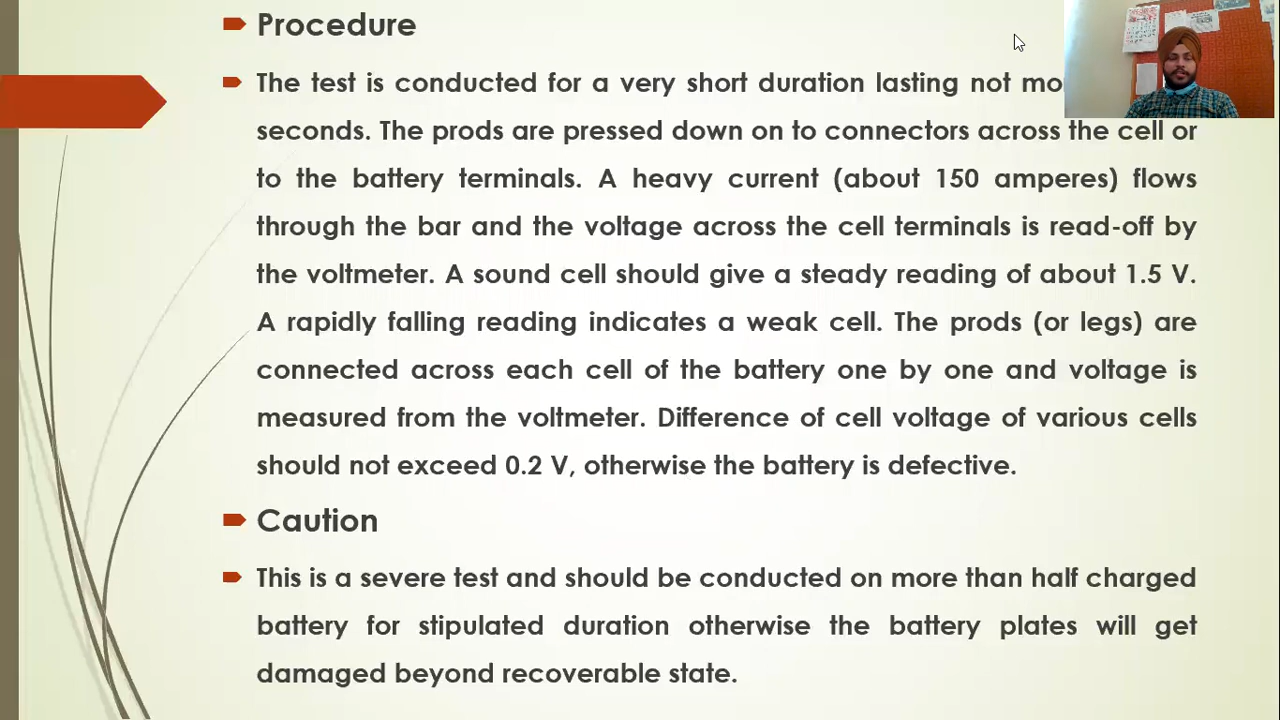 Procedure
The test is conducted for a very short duration lasting not
seconds. The prods are pressed down on to connectors across the cell or
to the battery terminals. A heavy current (about 150 amperes) flows
through the bar and the voltage across the cell terminals is read-off by
the voltmeter. A sound cell should give a steady reading of about 1.5 V.
A rapidly falling reading indicates a weak cell. The prods (or legs) are
connected across each cell of the battery one by one and voltage is
measured from the voltmeter. Difference of cell voltage of various cells
should not exceed 0.2 V, otherwise the battery is defective.
Caution
This is a severe test and should be conducted on more than half charged
battery for stipulated duration otherwise the battery plates will get
damaged beyond recoverable state.